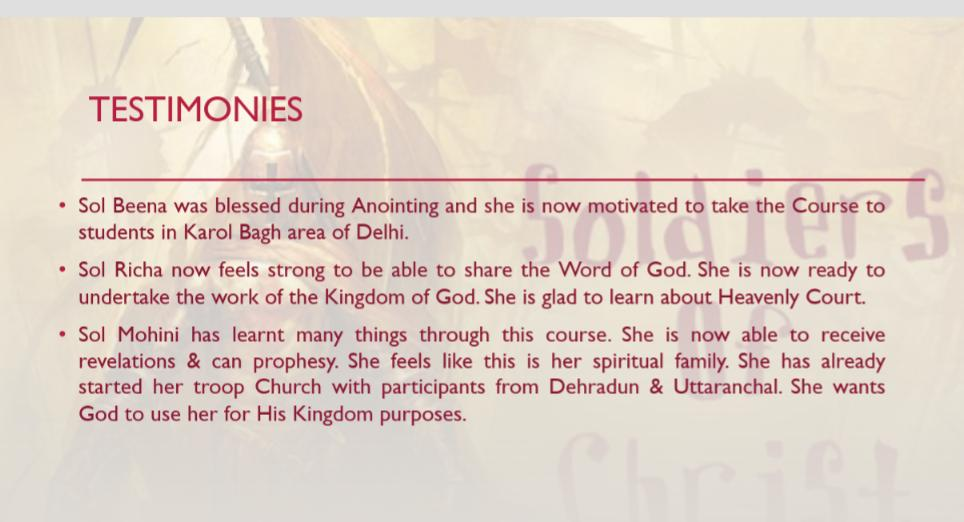 TESTIMONIES
• Sol Beena was blessed during Anointing and she is now motivated to take the Course to
students in Karol Bagh area of Delhi.
• Sol Richa now feels strong to be able to share the Word of God. She is now ready to
undertake the work of the Kingdom of God. She is glad to learn about Heavenly Court.
• Sol Mohini has learnt many things through this course. She is now able to receive
revelations & can prophesy. She feels like this is her spiritual family. She has already
started her troop Church with participants from Dehradun & Uttaranchal. She wants
God to use her for His Kingdom purposes.
Soldiers
Of
Christ